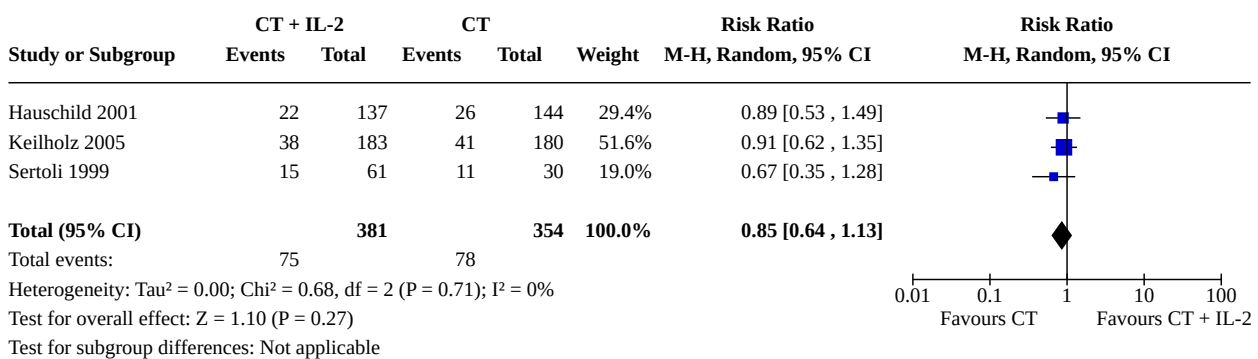 CT + IL-2 CT Risk Ratio Risk Ratio
Study or Subgroup Events Total Events Total Weight M-H, Random, 95% CI M-H, Random, 95% CI
Hauschild 2001 22 137 26 144 29.4% 0.89 [0.53 , 1.49]
Keilholz 2005 38 183 41 180 51.6% 0.91 [0.62 , 1.35]
Sertoli 1999 15 61 11 30 19.0% 0.67 [0.35 , 1.28]
Total (95% CI) 381 354 100.0% 0.85 [0.64 , 1.13]
Total events: 75 78
Heterogeneity: Tau² = 0.00; Chi² = 0.68, df = 2 (P = 0.71); I² = 0%
0.01 0.1 1 10 100
Test for overall effect: Z = 1.10 (P = 0.27)
Favours CT Favours CT + IL-2
Test for subgroup differences: Not applicable